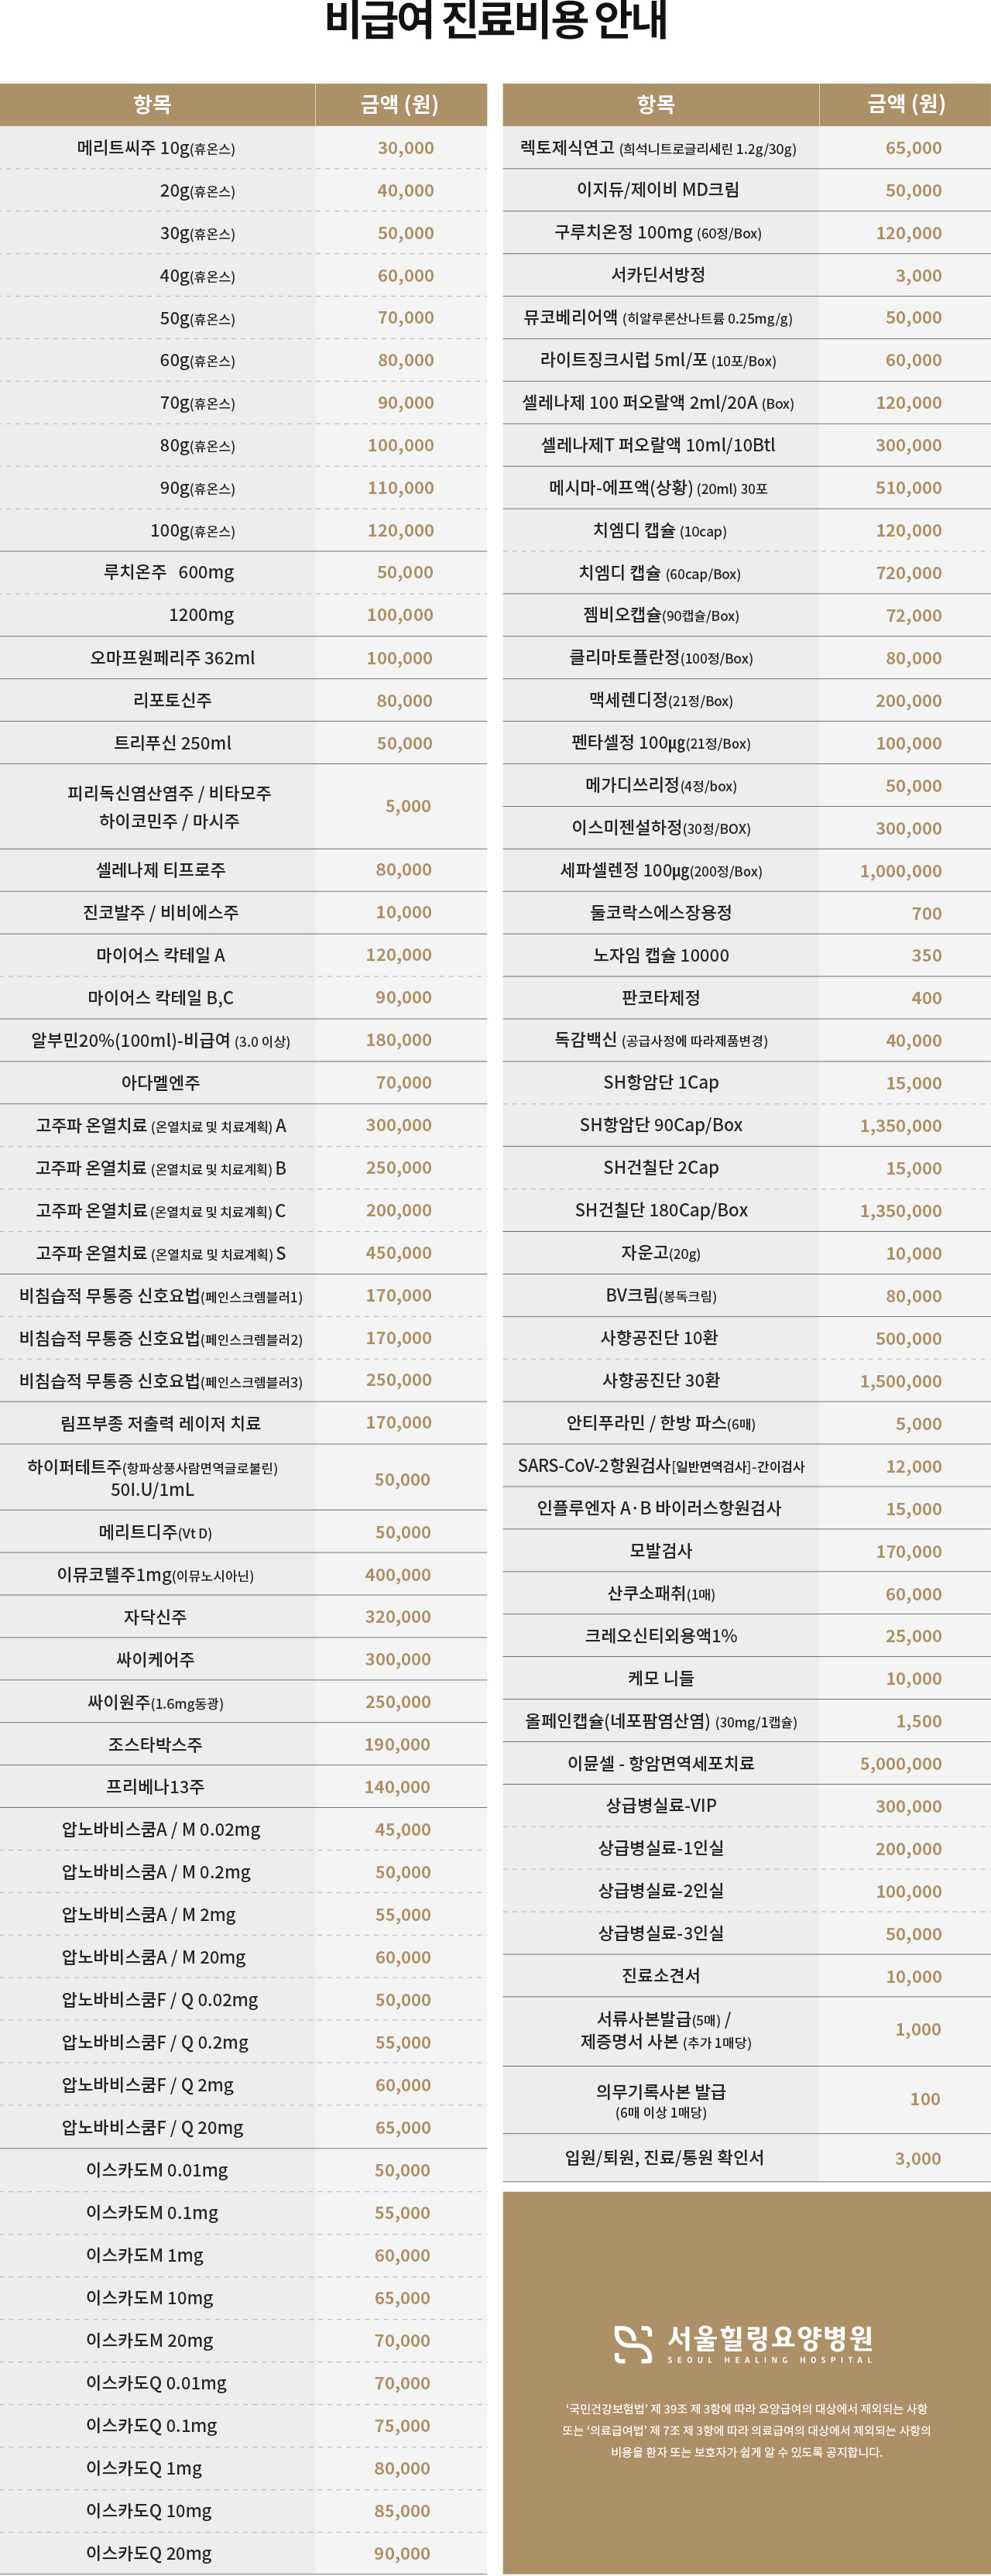 비급여 진료비용 안내
항목 금액 (원)
메리트씨주 10g(휴온스) 30,000
20g(휴온스) 40,000
30g(휴온스) 50,000
40g(휴온스) 60,000
50g(휴온스) 70,000
60g(휴온스) 80,000
70g(휴온스) 90,000
80g(휴온스) 100,000
90g(휴온스) 110,000
100g(휴온스) 120,000
루치온주 600mg 50,000
1200mg 100,000
오마프원페리주 362ml 100,000
리포토신주 80,000
트리푸신 250ml 50,000
피리독신염산염주 / 비타모주
하이코민주 / 마시주
5,000
셀레나제 티프로주 80,000
진코발주 / 비비에스주 10,000
마이어스 칵테일 A 120,000
마이어스 칵테일 B,C 90,000
알부민20%(100ml)-비급여 (3.0 이상) 180,000
아다멜엔주 70,000
고주파 온열치료 (온열치료 및 치료계획) A 300,000
고주파 온열치료 (온열치료 및 치료계획) B 250,000
고주파 온열치료 (온열치료 및 치료계획) C 200,000
고주파 온열치료 (온열치료 및 치료계획) S 450,000
비침습적 무통증 신호요법(페인스크렘블러1) 170,000
비침습적 무통증 신호요법(페인스크렘블러2) 170,000
비침습적 무통증 신호요법(페인스크렘블러3) 250,000
림프부종 저출력 레이저 치료 170,000
하이퍼테트주(항파상풍사람면역글로불린)
50I.U/1mL
50,000
메리트디주(Vt D) 50,000
이뮤코텔주1mg(이뮤노시아닌) 400,000
자닥신주 320,000
싸이케어주 300,000
싸이원주(1.6mg동광) 250,000
조스타박스주 190,000
프리베나13주 140,000
압노바비스쿰A / M 0.02mg 45,000
압노바비스쿰A / M 0.2mg 50,000
압노바비스쿰A / M 2mg 55,000
압노바비스쿰A / M 20mg 60,000
압노바비스쿰F / Q 0.02mg 50,000
압노바비스쿰F / Q 0.2mg 55,000
압노바비스쿰F / Q 2mg 60,000
압노바비스쿰F / Q 20mg 65,000
이스카도M 0.01mg 50,000
이스카도M 0.1mg 55,000
이스카도M 1mg 60,000
이스카도M 10mg 65,000
이스카도M 20mg 70,000
이스카도Q 0.01mg 70,000
이스카도Q 0.1mg 75,000
이스카도Q 1mg 80,000
이스카도Q 10mg 85,000
이스카도Q 20mg 90,000
항목 금액 (원)
렉토제식연고 (희석니트로글리세린 1.2g/30g) 65,000
이지듀/제이비 MD크림 50,000
구루치온정 100mg (60정/Box) 120,000
서카딘서방정 3,000
뮤코베리어액 (히알루론산나트륨 0.25mg/g) 50,000
라이트징크시럽 5ml/포 (10포/Box) 60,000
셀레나제 100 퍼오랄액 2ml/20A (Box) 120,000
셀레나제T 퍼오랄액 10ml/10Btl 300,000
메시마-에프액(상황) (20ml) 30포 510,000
치엠디 캡슐 (10cap) 120,000
치엠디 캡슐 (60cap/Box) 720,000
젬비오캡슐(90캡슐/Box) 72,000
클리마토플란정(100정/Box) 80,000
맥세렌디정(21정/Box) 200,000
펜타셀정 100µg(21정/Box) 100,000
메가디쓰리정(4정/box) 50,000
이스미젠설하정(30정/BOX) 300,000
세파셀렌정 100µg(200정/Box) 1,000,000
둘코락스에스장용정 700
노자임 캡슐 10000 350
판코타제정 400
독감백신 (공급사정에 따라제품변경) 40,000
SH항암단 1Cap 15,000
SH항암단 90Cap/Box 1,350,000
SH건칠단 2Cap 15,000
SH건칠단 180Cap/Box 1,350,000
자운고(20g) 10,000
BV크림(봉독크림) 80,000
사향공진단 10환 500,000
사향공진단 30환 1,500,000
안티푸라민 / 한방 파스(6매) 5,000
SARS-CoV-2항원검사[일반면역검사]-간이검사 12,000
인플루엔자 A·B 바이러스항원검사 15,000
모발검사 170,000
산쿠소패취(1매) 60,000
크레오신티외용액1% 25,000
케모 니들 10,000
올페인캡슐(네포팜염산염) (30mg/1캡슐) 1,500
이뮨셀 - 항암면역세포치료 5,000,000
상급병실료-VIP 300,000
상급병실료-1인실 200,000
상급병실료-2인실 100,000
상급병실료-3인실 50,000
진료소견서 10,000
서류사본발급(5매) /
제증명서 사본 (추가 1매당)
1,000
의무기록사본 발급
(6매 이상 1매당)
100
입원/퇴원, 진료/통원 확인서 3,000
서울힐링요양병원
SEOUL HEALING HOSPITAL
‘국민건강보험법’ 제 39조 제 3항에 따라 요양급여의 대상에서 제외되는 사항
또는 ‘의료급여법’ 제 7조 제 3항에 따라 의료급여의 대상에서 제외되는 사항의
비용을 환자 또는 보호자가 쉽게 알 수 있도록 공지합니다.